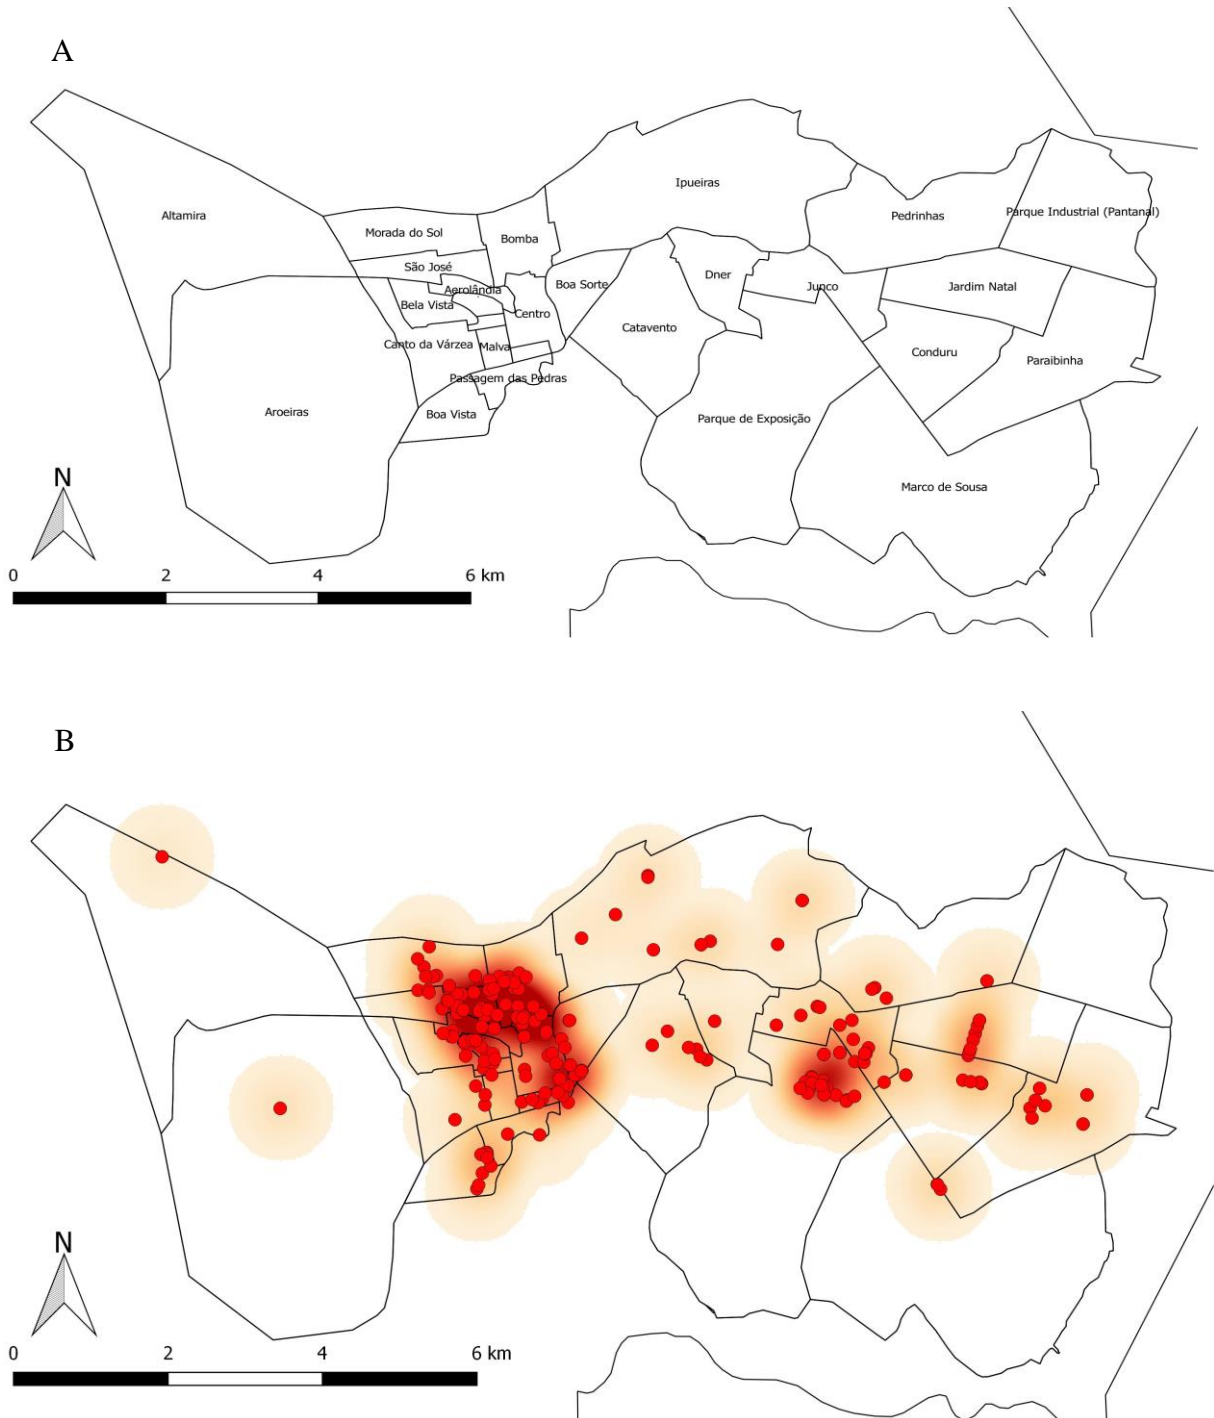 A
Ipueiras
Altamira
Pedrinhas
Parque Industrial (Pantanal)
Morada do Sol
Bomba
São José
Dner
Boa Sorte
Aerolândia
Junco
Jardim Natal
Bela Vista
Centro
Catavento
Canto da Várzea
Malva
Conduru
Paraibinha
Passagem das Pedras
Aroeiras
Boa Vista
Parque de Exposição
Marco de Sousa
N
0 2 4 6 km
B
N
0 2 4 6 km